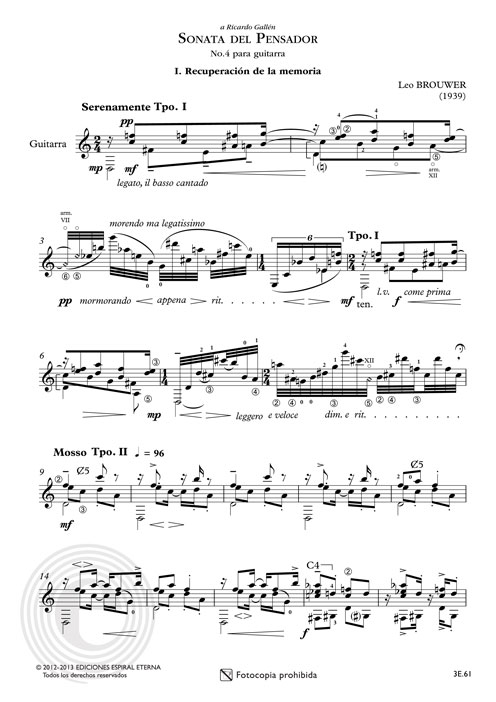 a Ricardo Gallén
SONATA DEL PENSADOR
No.4 para guitarra
I. Recuperación de la memoria
Leo BROUWER
(1939)
Serenamente Tpo. I
pp
Guitarra
mp mf
legato, il basso cantado
arm.
XII
arm.
VII
morendo ma legatissimo
Tpo. I
3
6
l.v. come prima
pp mormorando appena rit. . . . . . mf ten. f
6
XII
mp leggero e veloce dim. e rit. . . . . . . .
Mosso Tpo. II ♩ = 96
9
₵5
₵5
mf
14
C4
f
© 2012-2013 EDICIONES ESPIRAL ETERNA
Todos los derechos reservados
Fotocopia prohibida
3E.61